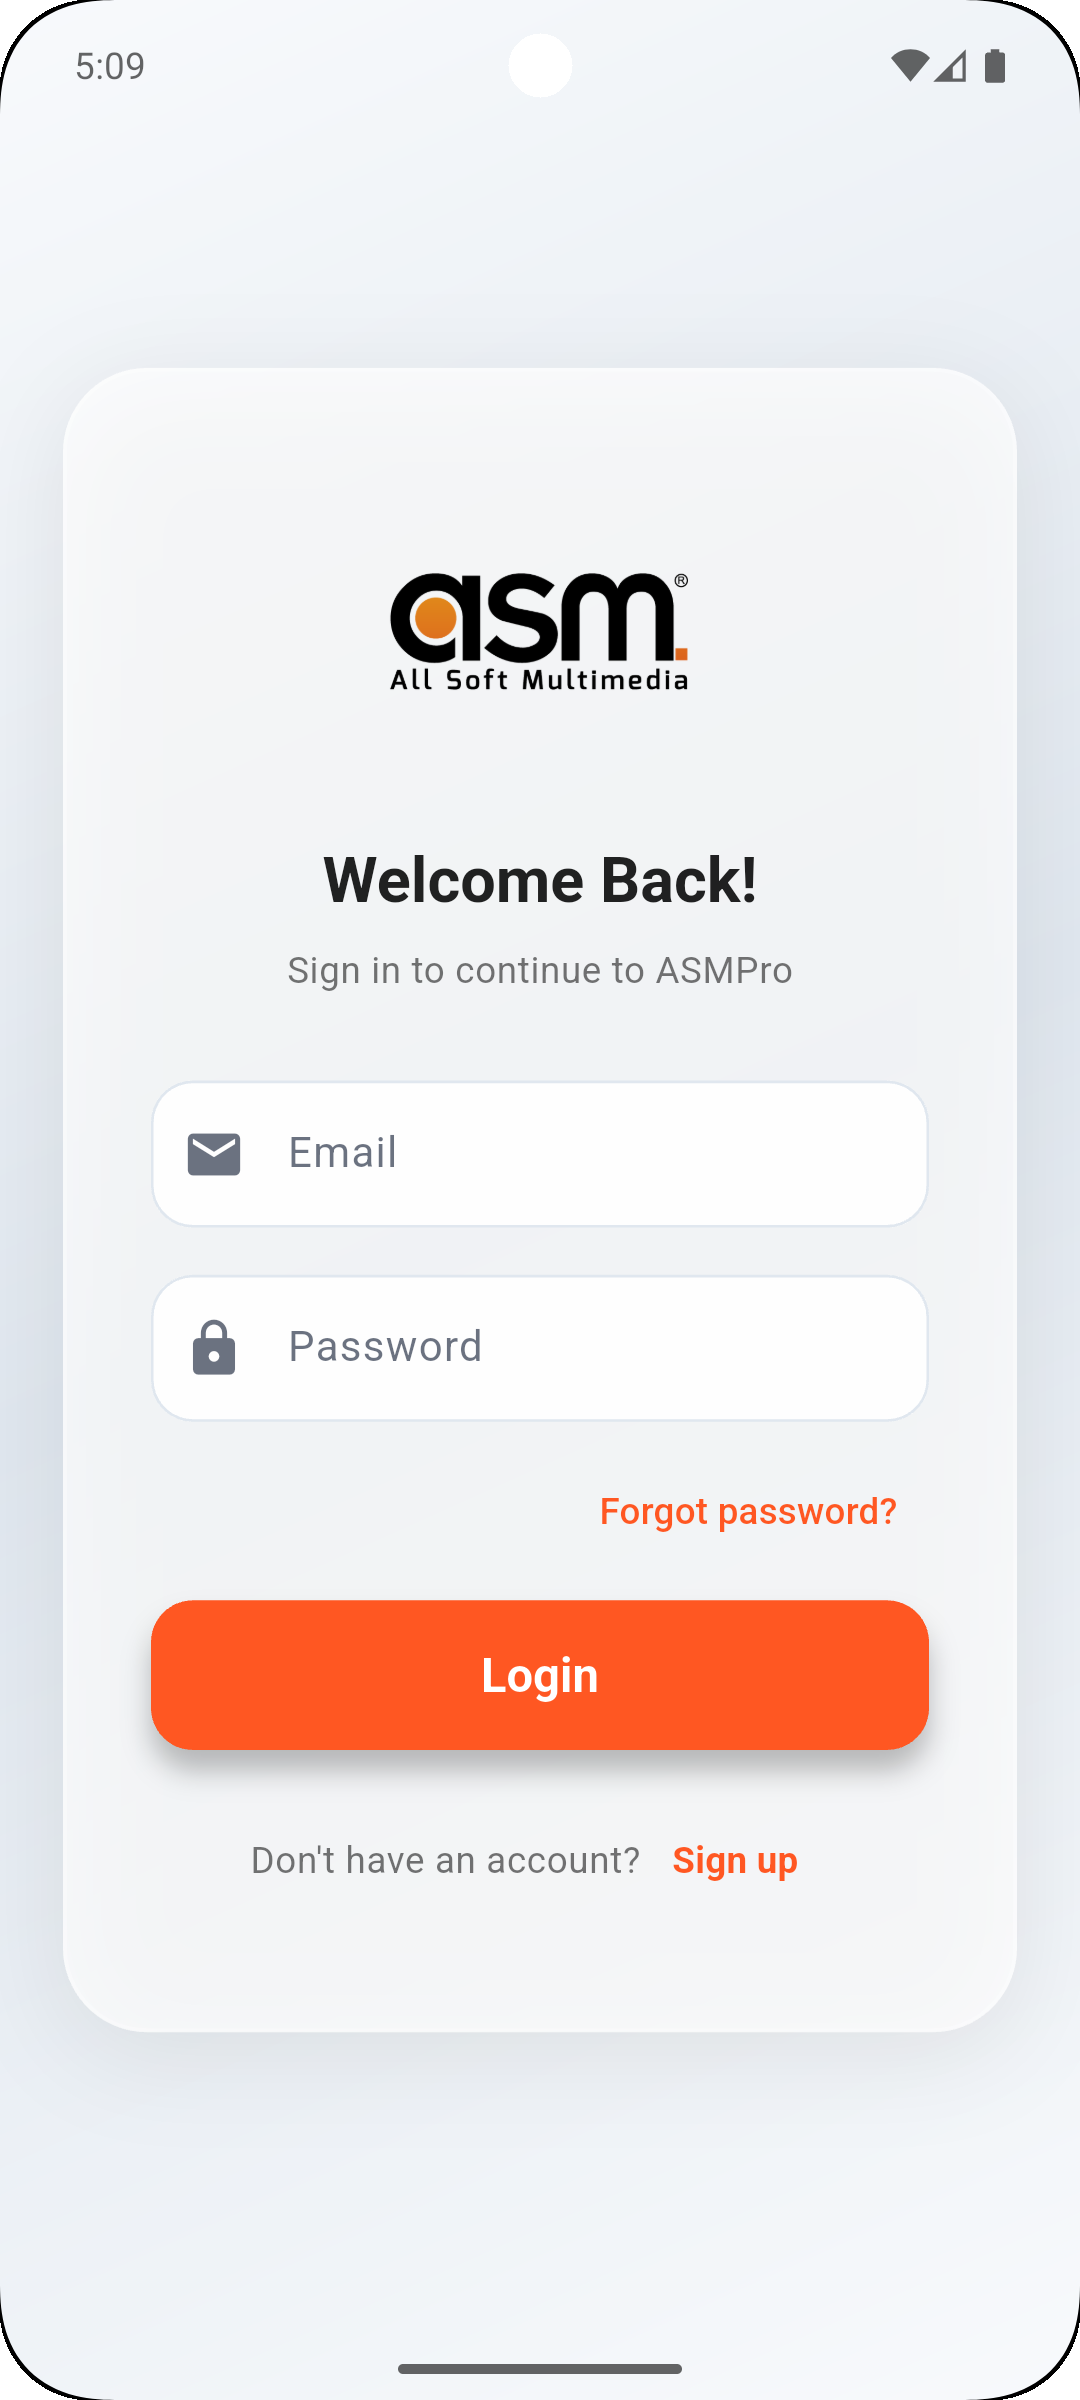 5:09
asm®
All Soft Multimedia
Welcome Back!
Sign in to continue to ASMPro
Email
Password
Forgot password?
Login
Don't have an account? Sign up